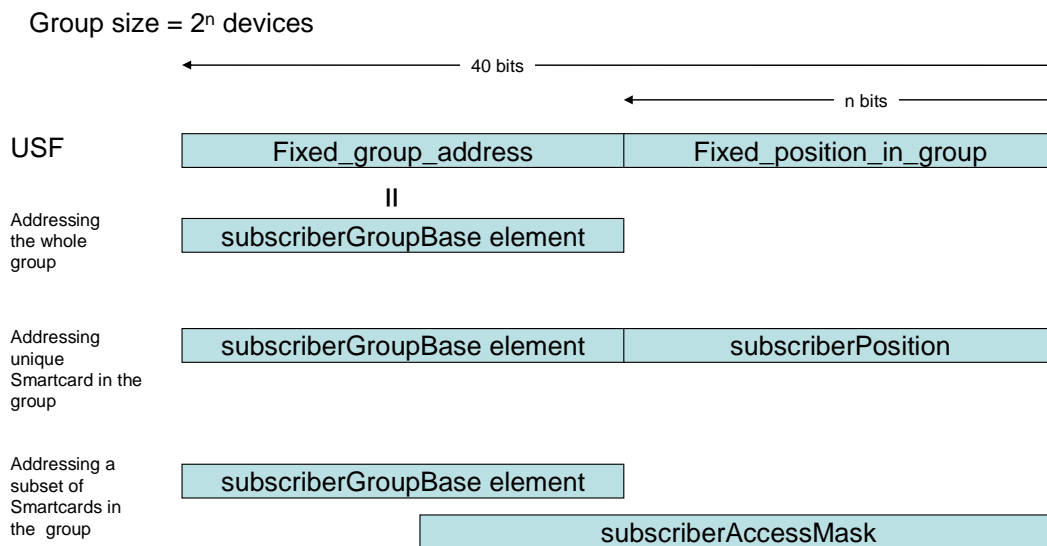 Group size = 2ⁿ devices
40 bits
n bits
USF
Fixed_group_address
Fixed_position_in_group
=
Addressing
the whole
group
subscriberGroupBase element
Addressing
unique
Smartcard in the
group
subscriberGroupBase element
subscriberPosition
Addressing a
subset of
Smartcards in
the group
subscriberGroupBase element
subscriberAccessMask